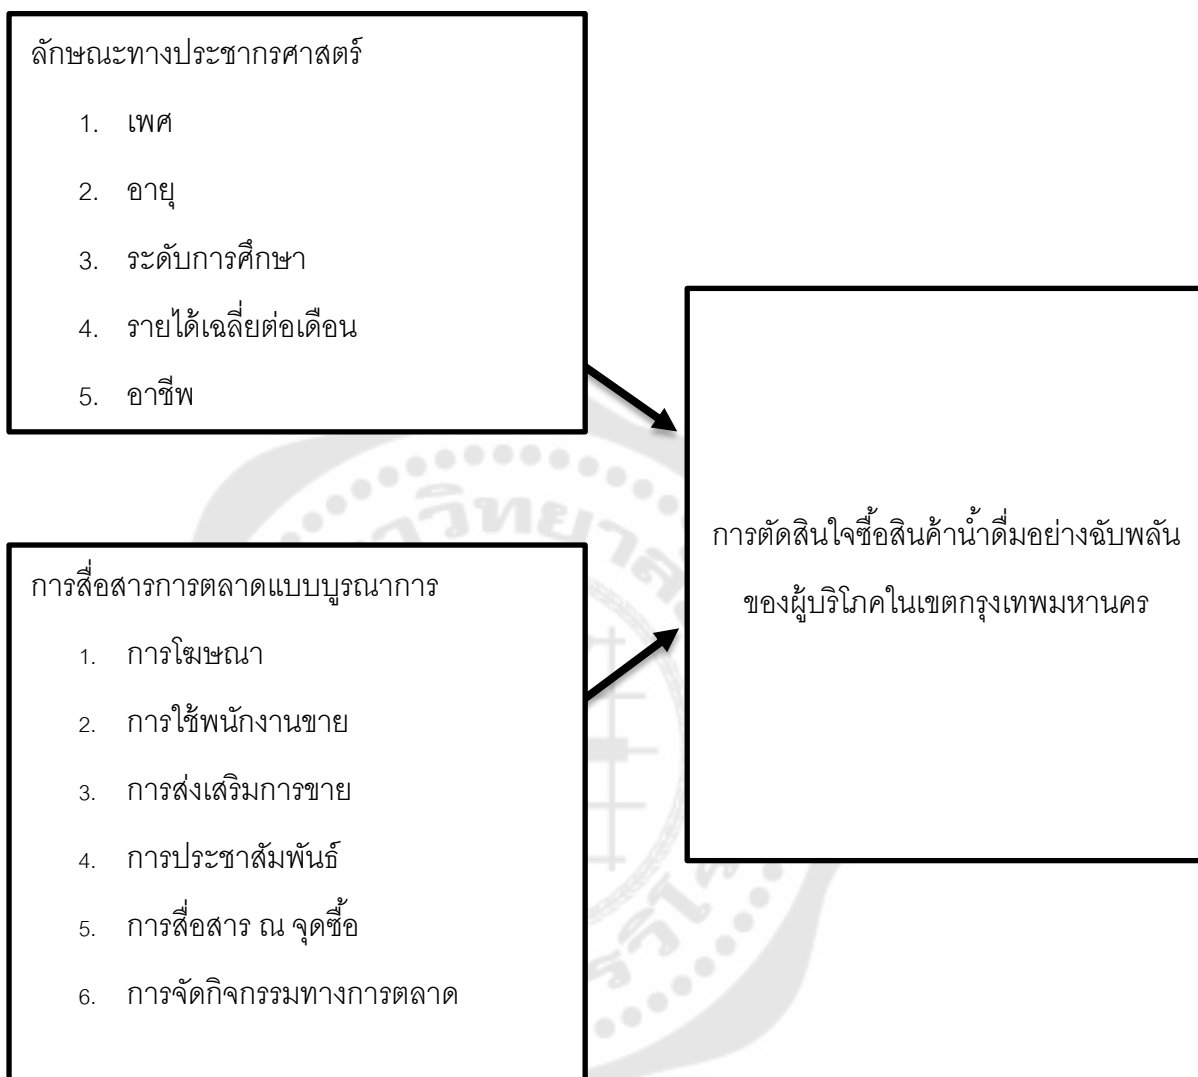 ลักษณะทางประชากรศาสตร์
1. เพศ
2. อายุ
3. ระดับการศึกษา
4. รายได้เฉลี่ยต่อเดือน
5. อาชีพ
การสื่อสารการตลาดแบบบูรณาการ
1. การโฆษณา
2. การใช้พนักงานขาย
3. การส่งเสริมการขาย
4. การประชาสัมพันธ์
5. การสื่อสาร ณ จุดซื้อ
6. การจัดกิจกรรมทางการตลาด
การตัดสินใจซื้อสินค้าน้ำดื่มอย่างฉับพลัน
ของผู้บริโภคในเขตกรุงเทพมหานคร